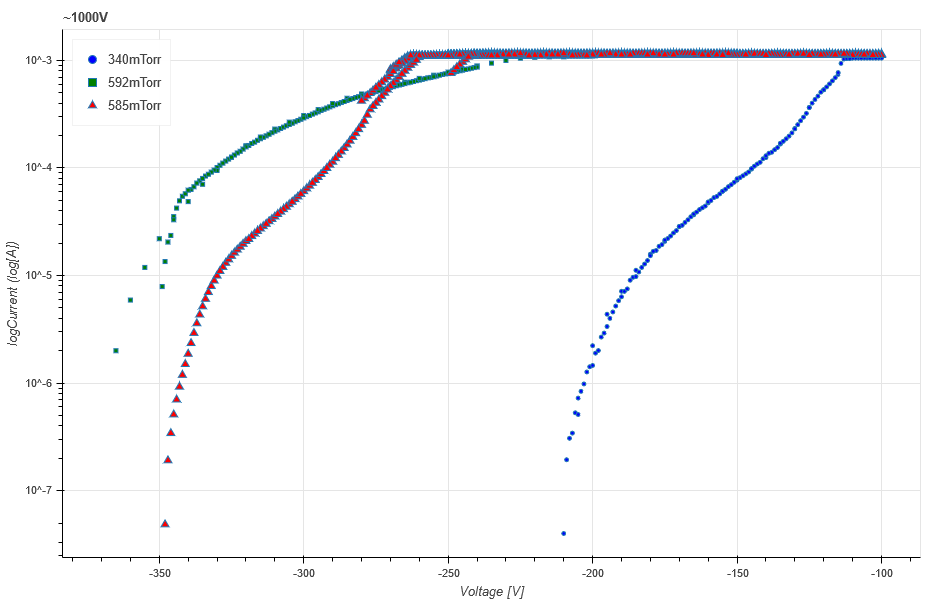 ~1000V
340mTorr
592mTorr
585mTorr
logCurrent (log[A])
10^-3
10^-4
10^-5
10^-6
10^-7
-350
-300
-250
-200
-150
-100
Voltage [V]